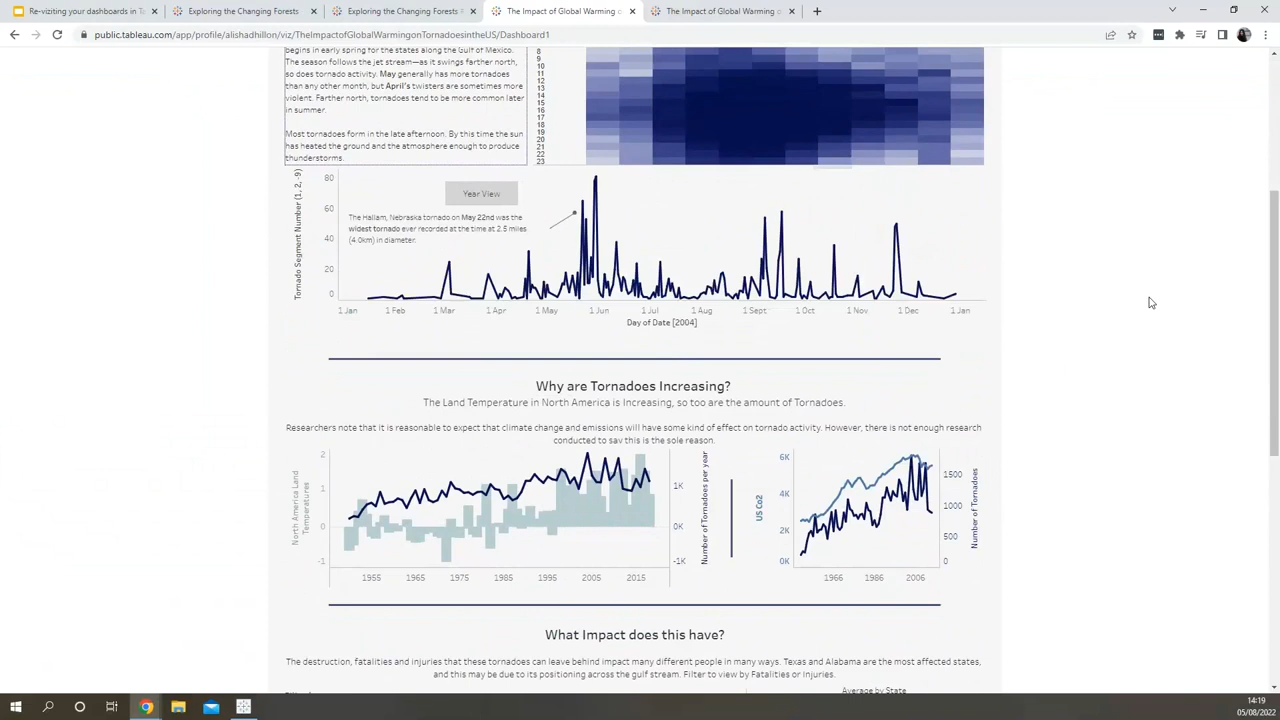 Re-viziting your dashboards in T
Exploring the Changing Forests
Exploring the Changing Forests
The Impact of Global Warming o
The Impact of Global Warming o
public.tableau.com/app/profile/alishadhillon/viz/TheImpactofGlobalWarmingonTornadoesintheUS/Dashboard1
begins in early spring for the states along the Gulf of Mexico.
The season follows the jet stream—as it swings farther north,
so does tornado activity. May generally has more tornadoes
than any other month, but April's twisters are sometimes more
violent. Farther north, tornadoes tend to be more common later
in summer.
Most tornadoes form in the late afternoon. By this time the sun
has heated the ground and the atmosphere enough to produce
thunderstorms.
8
9
10
11
12
13
14
15
16
17
18
19
20
21
22
23
Tornado Segment Number (1, 2, -9)
80
60
40
20
0
Year View
The Hallam, Nebraska tornado on May 22nd was the
widest tornado ever recorded at the time at 2.5 miles
(4.0km) in diameter.
1 Jan 1 Feb 1 Mar 1 Apr 1 May 1 Jun 1 Jul 1 Aug 1 Sept 1 Oct 1 Nov 1 Dec 1 Jan
Day of Date [2004]
Why are Tornadoes Increasing?
The Land Temperature in North America is Increasing, so too are the amount of Tornadoes.
Researchers note that it is reasonable to expect that climate change and emissions will have some kind of effect on tornado activity. However, there is not enough research
conducted to say this is the sole reason.
North America Land
Temperatures
2
1
0
-1
1K
0K
-1K
Number of Tornadoes per year
1955 1965 1975 1985 1995 2005 2015
US Co2
6K
4K
2K
0K
1500
1000
500
0
Number of Tornadoes
1966 1986 2006
What Impact does this have?
The destruction, fatalities and injuries that these tornadoes can leave behind impact many different people in many ways. Texas and Alabama are the most affected states,
and this may be due to its positioning across the gulf stream. Filter to view by Fatalities or Injuries.
Average by State
14:19
05/08/2022